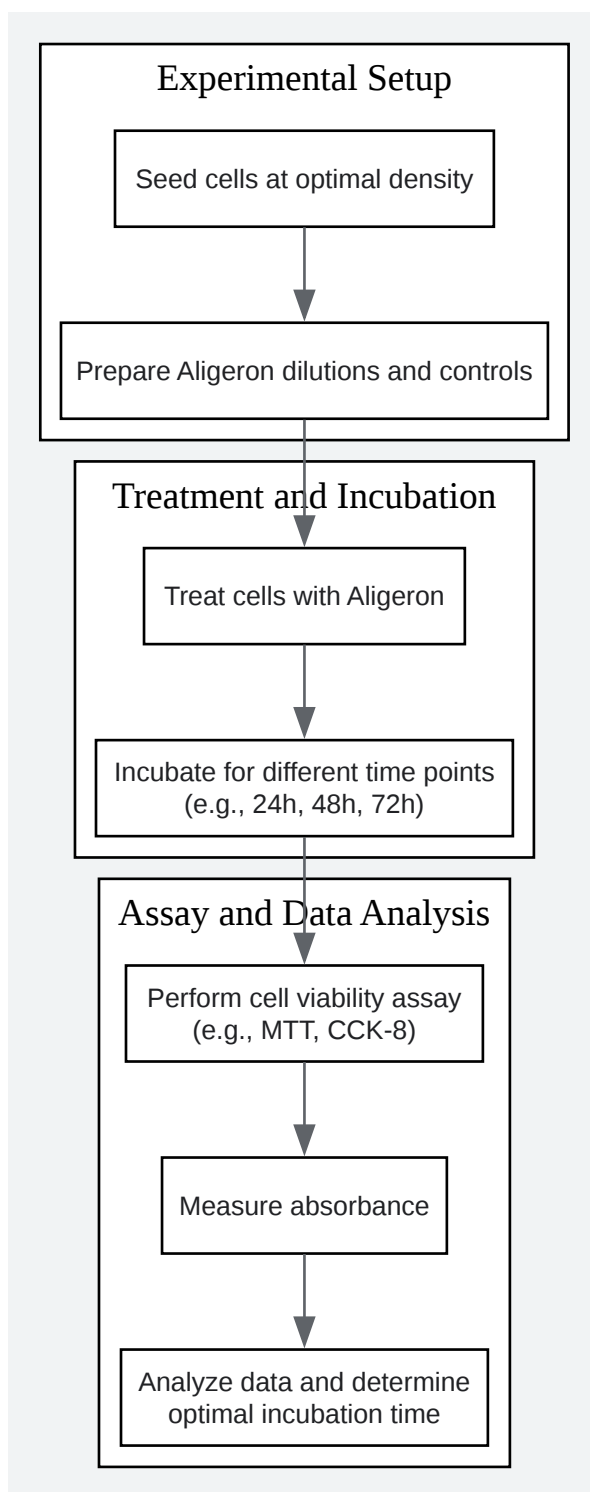 Experimental Setup
Seed cells at optimal density
Prepare Aligeron dilutions and controls
Treatment and Incubation
Treat cells with Aligeron
Incubate for different time points
(e.g., 24h, 48h, 72h)
Assay and Data Analysis
Perform cell viability assay
(e.g., MTT, CCK-8)
Measure absorbance
Analyze data and determine
optimal incubation time